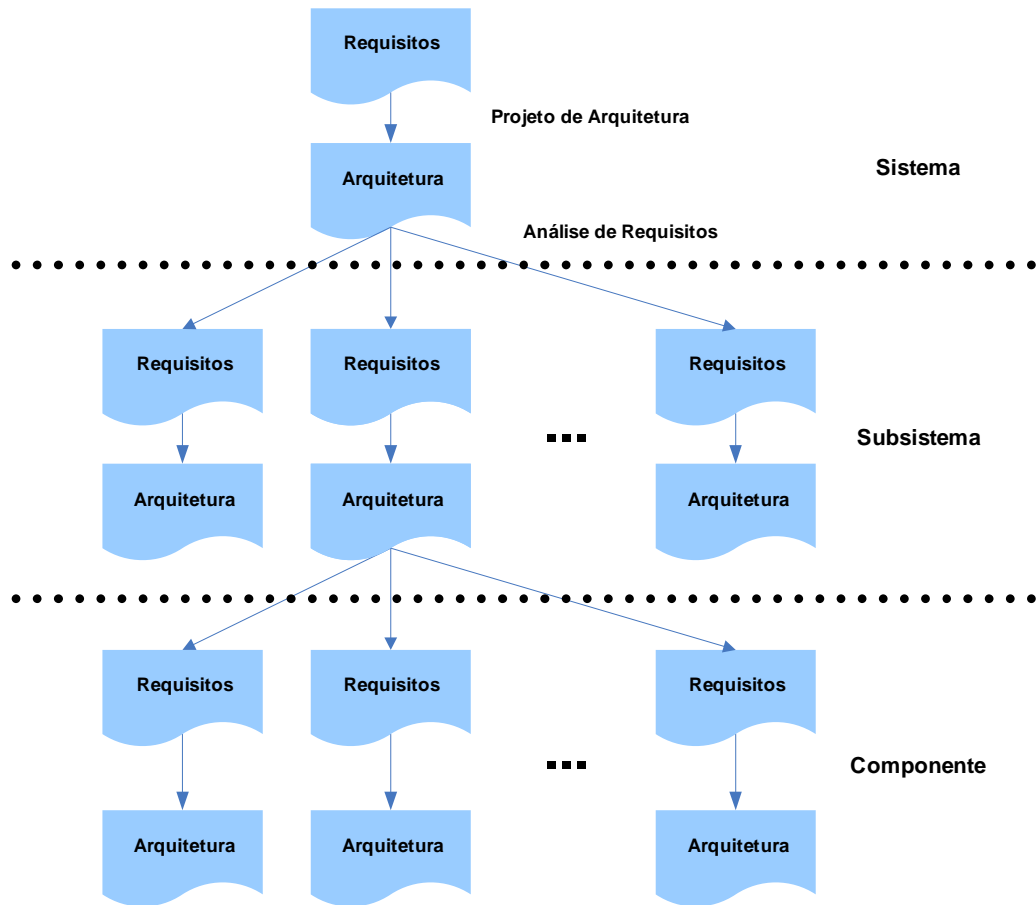 Requisitos
Projeto de Arquitetura
Arquitetura
Sistema
Análise de Requisitos
Requisitos
Requisitos
Requisitos
Subsistema
Arquitetura
Arquitetura
Arquitetura
Requisitos
Requisitos
Requisitos
Componente
Arquitetura
Arquitetura
Arquitetura